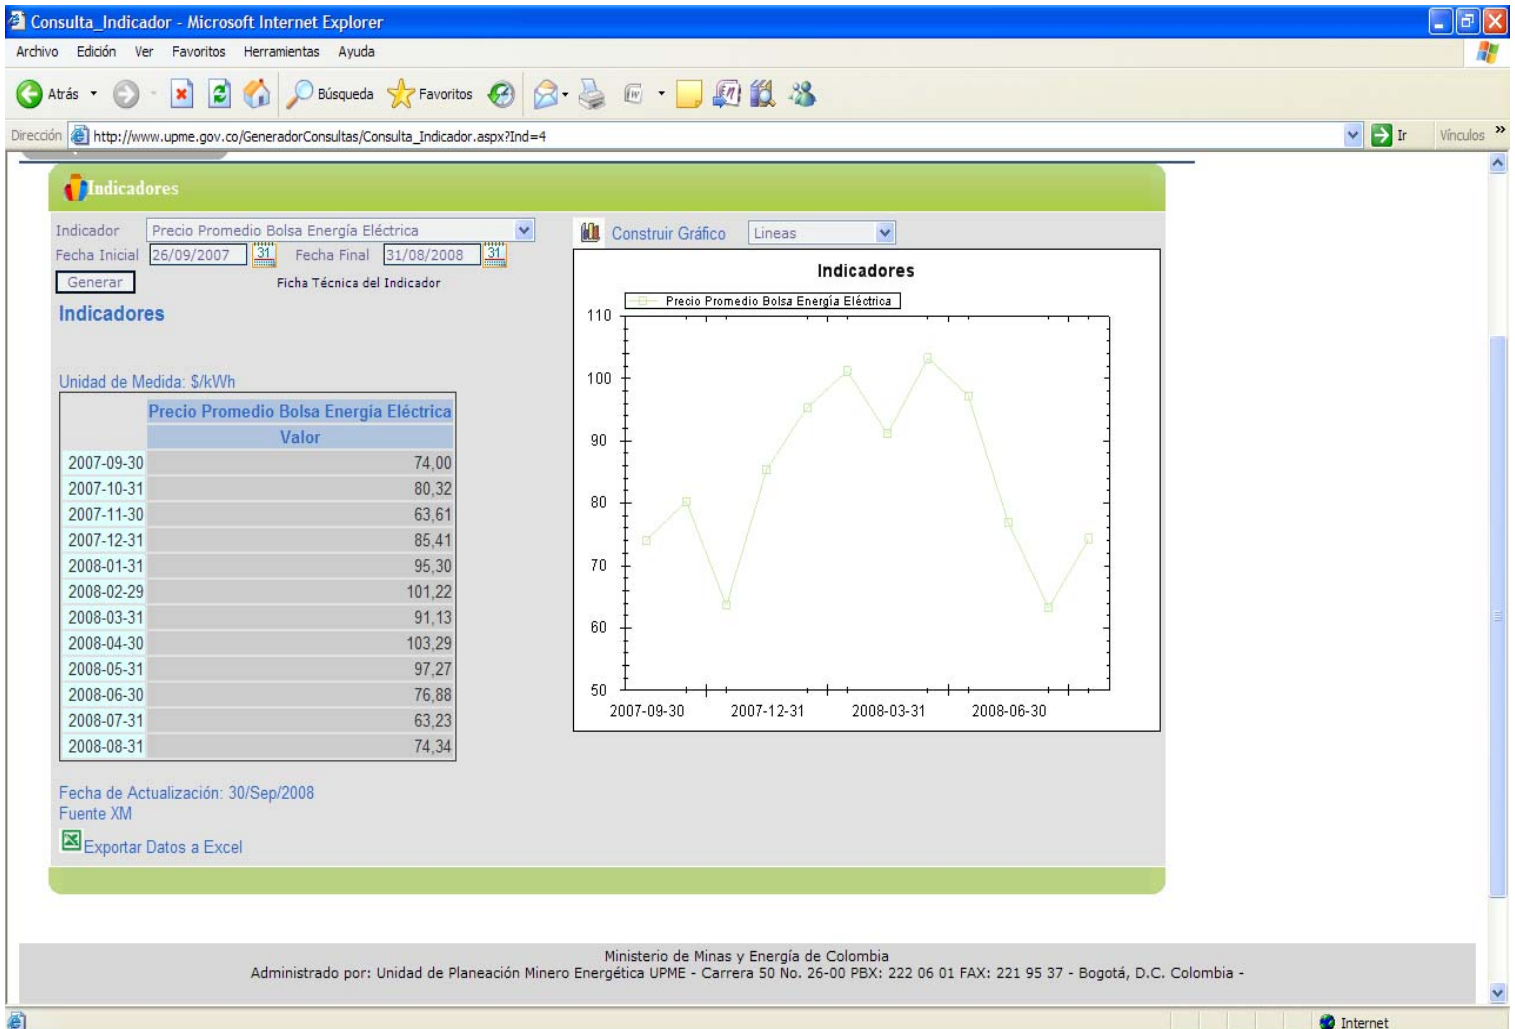 Consulta_Indicador - Microsoft Internet Explorer
Archivo Edición Ver Favoritos Herramientas Ayuda
Atrás Búsqueda Favoritos
Dirección http://www.upme.gov.co/GeneradorConsultas/Consulta_Indicador.aspx?Ind=4 Ir Vínculos »
Indicadores
Indicador Precio Promedio Bolsa Energía Eléctrica
Fecha Inicial 26/09/2007 31 Fecha Final 31/08/2008 31
Generar Ficha Técnica del Indicador
Indicadores
Unidad de Medida: $/kWh
Precio Promedio Bolsa Energía Eléctrica
Valor
2007-09-30 74,00
2007-10-31 80,32
2007-11-30 63,61
2007-12-31 85,41
2008-01-31 95,30
2008-02-29 101,22
2008-03-31 91,13
2008-04-30 103,29
2008-05-31 97,27
2008-06-30 76,88
2008-07-31 63,23
2008-08-31 74,34
Fecha de Actualización: 30/Sep/2008
Fuente XM
Exportar Datos a Excel
Construir Gráfico Lineas
Indicadores
Precio Promedio Bolsa Energía Eléctrica
110
100
90
80
70
60
50
2007-09-30 2007-12-31 2008-03-31 2008-06-30
Ministerio de Minas y Energía de Colombia
Administrado por: Unidad de Planeación Minero Energética UPME - Carrera 50 No. 26-00 PBX: 222 06 01 FAX: 221 95 37 - Bogotá, D.C. Colombia -
Internet